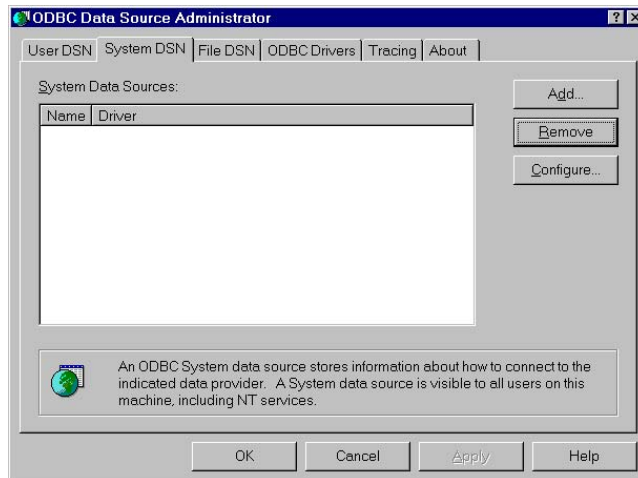 ODBC Data Source Administrator
User DSN System DSN File DSN ODBC Drivers Tracing About
System Data Sources:
Add...
Name Driver
Remove
Configure...
An ODBC System data source stores information about how to connect to the
indicated data provider. A System data source is visible to all users on this
machine, including NT services.
OK Cancel Apply Help